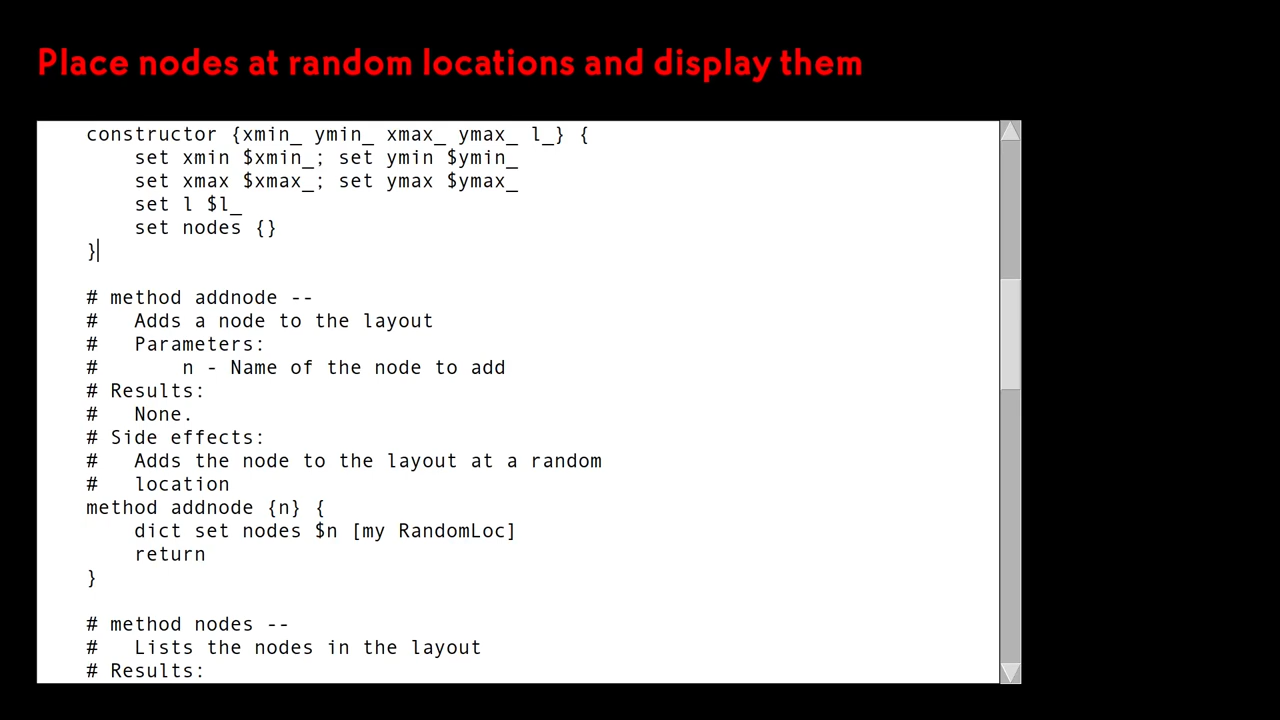 Place nodes at random locations and display them
constructor {xmin_ ymin_ xmax_ ymax_ l_} {
set xmin $xmin_; set ymin $ymin_
set xmax $xmax_; set ymax $ymax_
set l $l_
set nodes {}
}
# method addnode --
#   Adds a node to the layout
#   Parameters:
#       n - Name of the node to add
# Results:
#   None.
# Side effects:
#   Adds the node to the layout at a random
#   location
method addnode {n} {
dict set nodes $n [my RandomLoc]
return
}
# method nodes --
#   Lists the nodes in the layout
# Results: